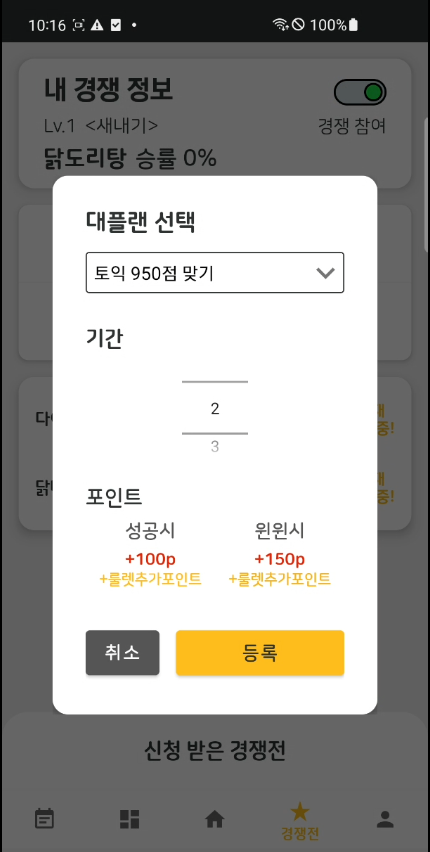 10:16
100%
내 경쟁 정보
Lv.1 <새내기>
경쟁 참여
닭도리탕 승률 0%
대플랜 선택
토익 950점 맞기
기간
2
3
포인트
성공시
윈윈시
+100p
+150p
+룰렛추가포인트
+룰렛추가포인트
취소
등록
신청 받은 경쟁전
경쟁전